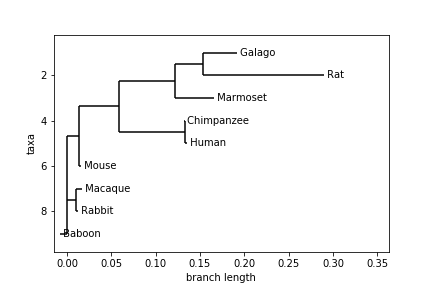 Galago
2 Rat
Marmoset
4 Chimpanzee
taxa
Human
6 Mouse
Macaque
8 Rabbit
Baboon
0.00 0.05 0.10 0.15 0.20 0.25 0.30 0.35
branch length